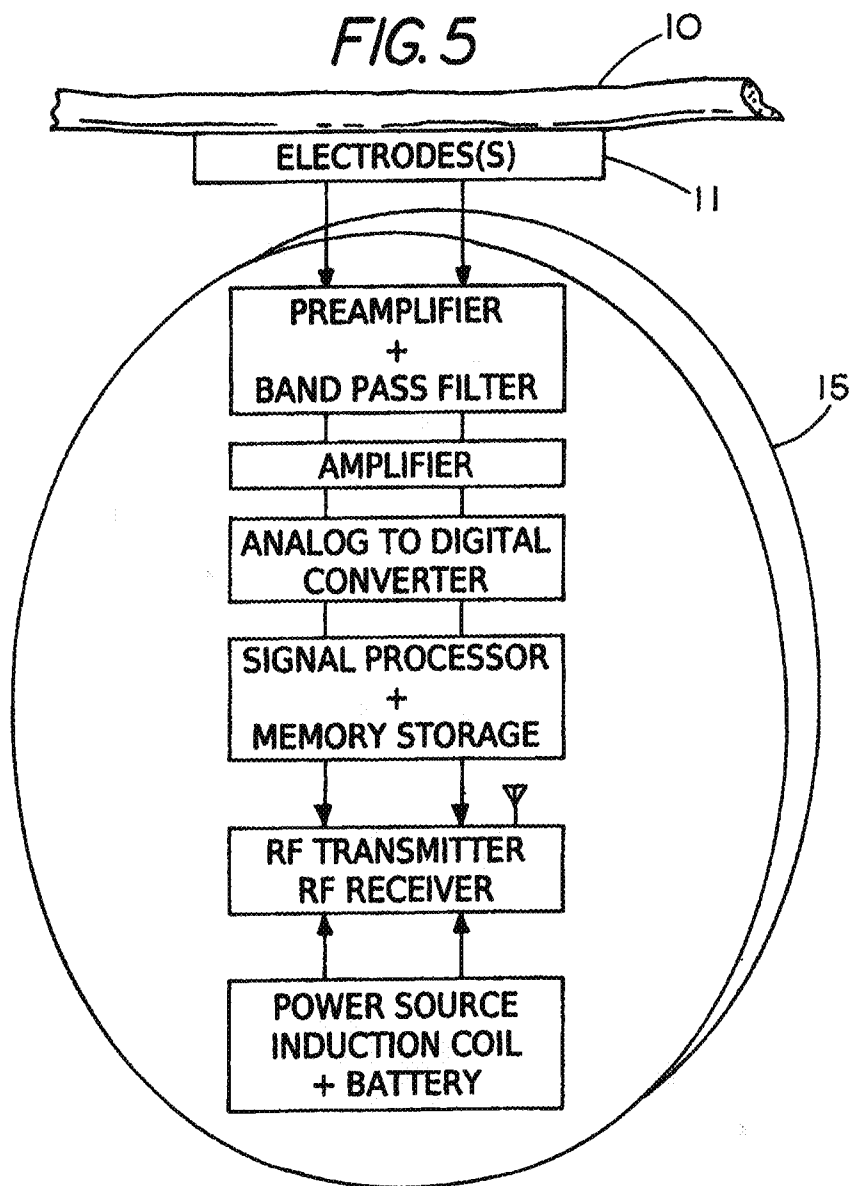 FIG. 5
10
ELECTRODES(S)
11
PREAMPLIFIER
+
BAND PASS FILTER
15
AMPLIFIER
ANALOG TO DIGITAL
CONVERTER
SIGNAL PROCESSOR
+
MEMORY STORAGE
RF TRANSMITTER
RF RECEIVER
POWER SOURCE
INDUCTION COIL
+ BATTERY